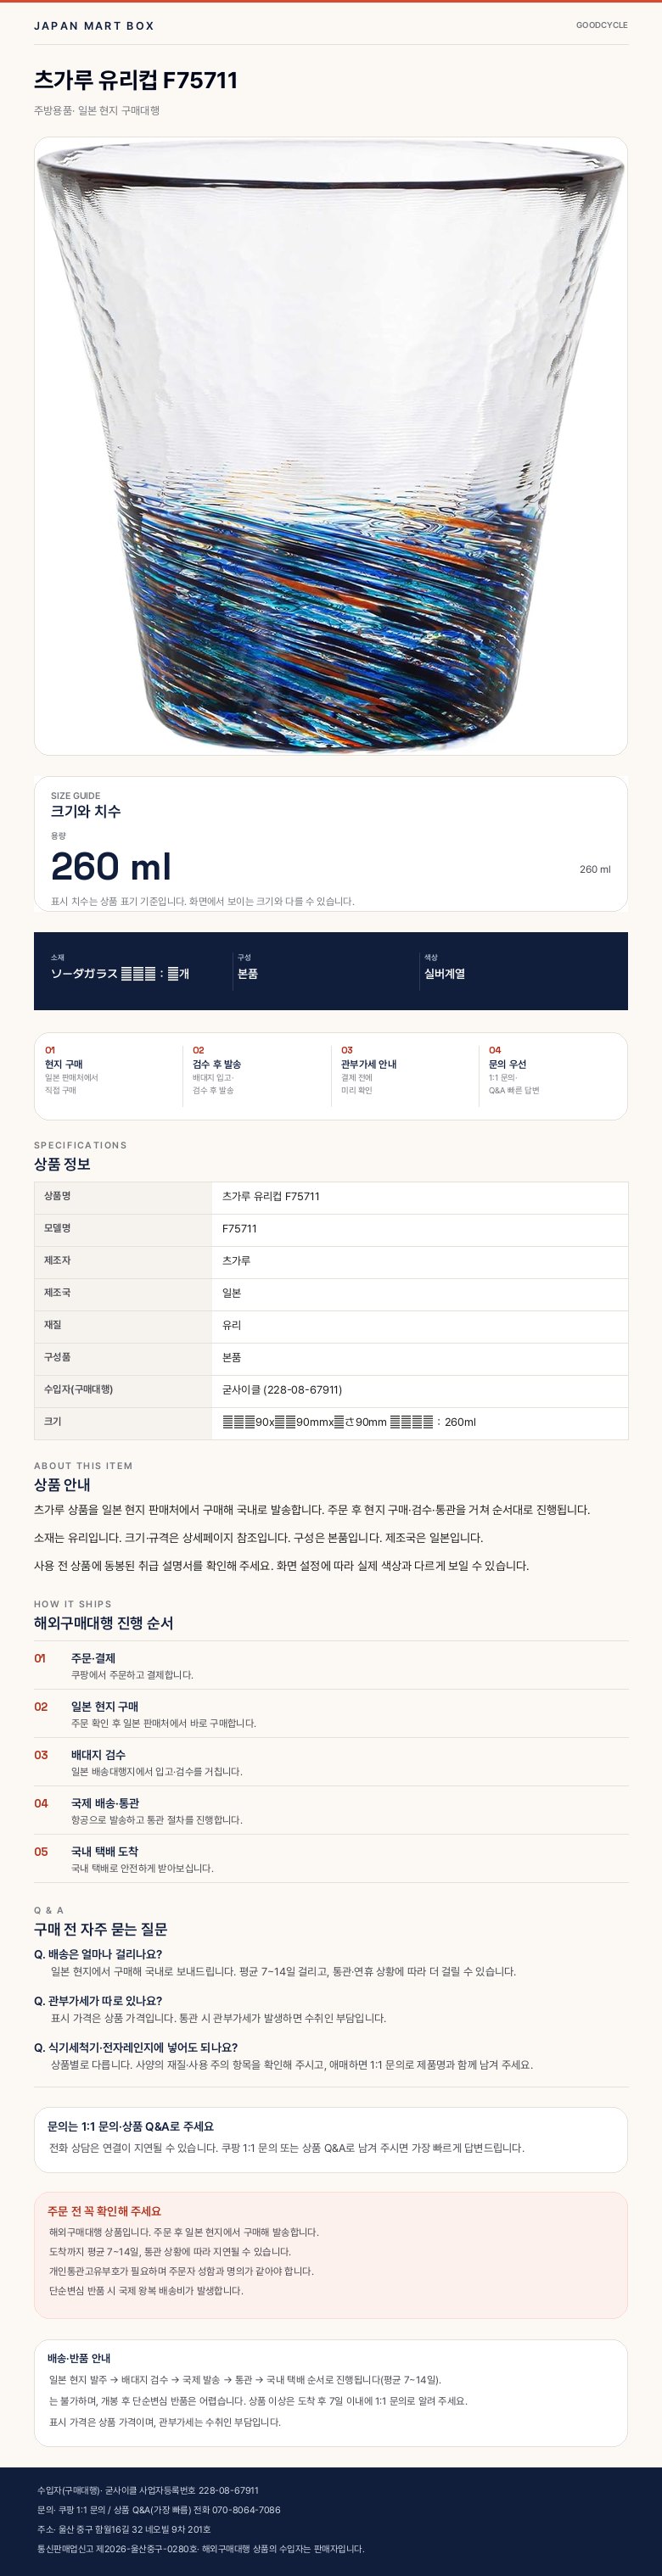 JAPAN MART BOX
GOODCYCLE
츠가루 유리컵 F75711
주방용품· 일본 현지 구매대행
SIZE GUIDE
크기와 치수
용량
260 ml
260 ml
표시 치수는 상품 표기 기준입니다. 화면에서 보이는 크기와 다를 수 있습니다.
소재
ソーダガラス : 개
구성
본품
색상
실버계열
01
현지 구매
일본 판매처에서
직접 구매
02
검수 후 발송
배대지 입고·
검수 후 발송
03
관부가세 안내
결제 전에
미리 확인
04
문의 우선
1:1 문의·
Q&A 빠른 답변
SPECIFICATIONS
상품 정보
상품명 츠가루 유리컵 F75711
모델명 F75711
제조자 츠가루
제조국 일본
재질 유리
구성품 본품
수입자(구매대행) 굳사이클 (228-08-67911)
크기 90x90mmxさ90mm : 260ml
ABOUT THIS ITEM
상품 안내
츠가루 상품을 일본 현지 판매처에서 구매해 국내로 발송합니다. 주문 후 현지 구매·검수·통관을 거쳐 순서대로 진행됩니다.
소재는 유리입니다. 크기·규격은 상세페이지 참조입니다. 구성은 본품입니다. 제조국은 일본입니다.
사용 전 상품에 동봉된 취급 설명서를 확인해 주세요. 화면 설정에 따라 실제 색상과 다르게 보일 수 있습니다.
HOW IT SHIPS
해외구매대행 진행 순서
01 주문·결제
쿠팡에서 주문하고 결제합니다.
02 일본 현지 구매
주문 확인 후 일본 판매처에서 바로 구매합니다.
03 배대지 검수
일본 배송대행지에서 입고·검수를 거칩니다.
04 국제 배송·통관
항공으로 발송하고 통관 절차를 진행합니다.
05 국내 택배 도착
국내 택배로 안전하게 받아보십니다.
Q & A
구매 전 자주 묻는 질문
Q. 배송은 얼마나 걸리나요?
일본 현지에서 구매해 국내로 보내드립니다. 평균 7~14일 걸리고, 통관·연휴 상황에 따라 더 걸릴 수 있습니다.
Q. 관부가세가 따로 있나요?
표시 가격은 상품 가격입니다. 통관 시 관부가세가 발생하면 수취인 부담입니다.
Q. 식기세척기·전자레인지에 넣어도 되나요?
상품별로 다릅니다. 사양의 재질·사용 주의 항목을 확인해 주시고, 애매하면 1:1 문의로 제품명과 함께 남겨 주세요.
문의는 1:1 문의·상품 Q&A로 주세요
전화 상담은 연결이 지연될 수 있습니다. 쿠팡 1:1 문의 또는 상품 Q&A로 남겨 주시면 가장 빠르게 답변드립니다.
주문 전 꼭 확인해 주세요
해외구매대행 상품입니다. 주문 후 일본 현지에서 구매해 발송합니다.
도착까지 평균 7~14일, 통관 상황에 따라 지연될 수 있습니다.
개인통관고유부호가 필요하며 주문자 성함과 명의가 같아야 합니다.
단순변심 반품 시 국제 왕복 배송비가 발생합니다.
배송·반품 안내
일본 현지 발주 → 배대지 검수 → 국제 발송 → 통관 → 국내 택배 순서로 진행됩니다(평균 7~14일).
는 불가하며, 개봉 후 단순변심 반품은 어렵습니다. 상품 이상은 도착 후 7일 이내에 1:1 문의로 알려 주세요.
표시 가격은 상품 가격이며, 관부가세는 수취인 부담입니다.
수입자(구매대행)· 굳사이클 사업자등록번호 228-08-67911
문의· 쿠팡 1:1 문의 / 상품 Q&A(가장 빠름) 전화 070-8064-7086
주소· 울산 중구 함월16길 32 네오빌 9차 201호
통신판매업신고 제2026-울산중구-0280호· 해외구매대행 상품의 수입자는 판매자입니다.